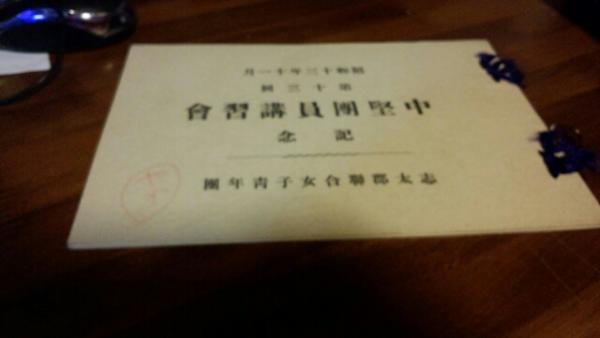 昭和十三年十一月
第十三回
中堅團員講習會
記念
志太郡聯合女子靑年團